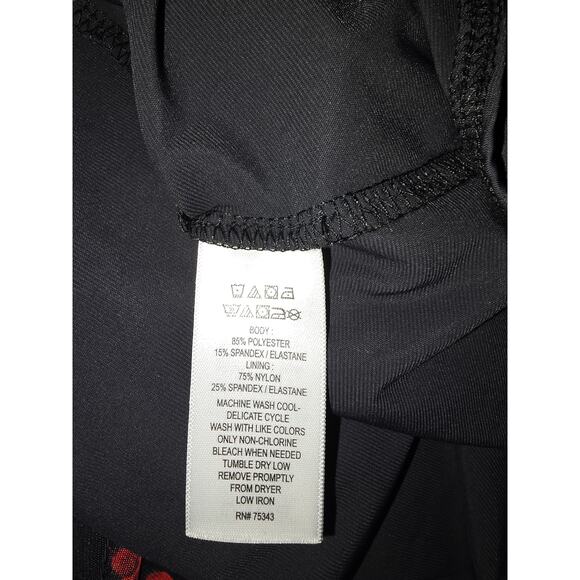 BODY :
85% POLYESTER
15% SPANDEX / ELASTANE
LINING :
75% NYLON
25% SPANDEX / ELASTANE
MACHINE WASH COOL-
DELICATE CYCLE
WASH WITH LIKE COLORS
ONLY NON-CHLORINE
BLEACH WHEN NEEDED
TUMBLE DRY LOW
REMOVE PROMPTLY
FROM DRYER
LOW IRON
RN# 75343